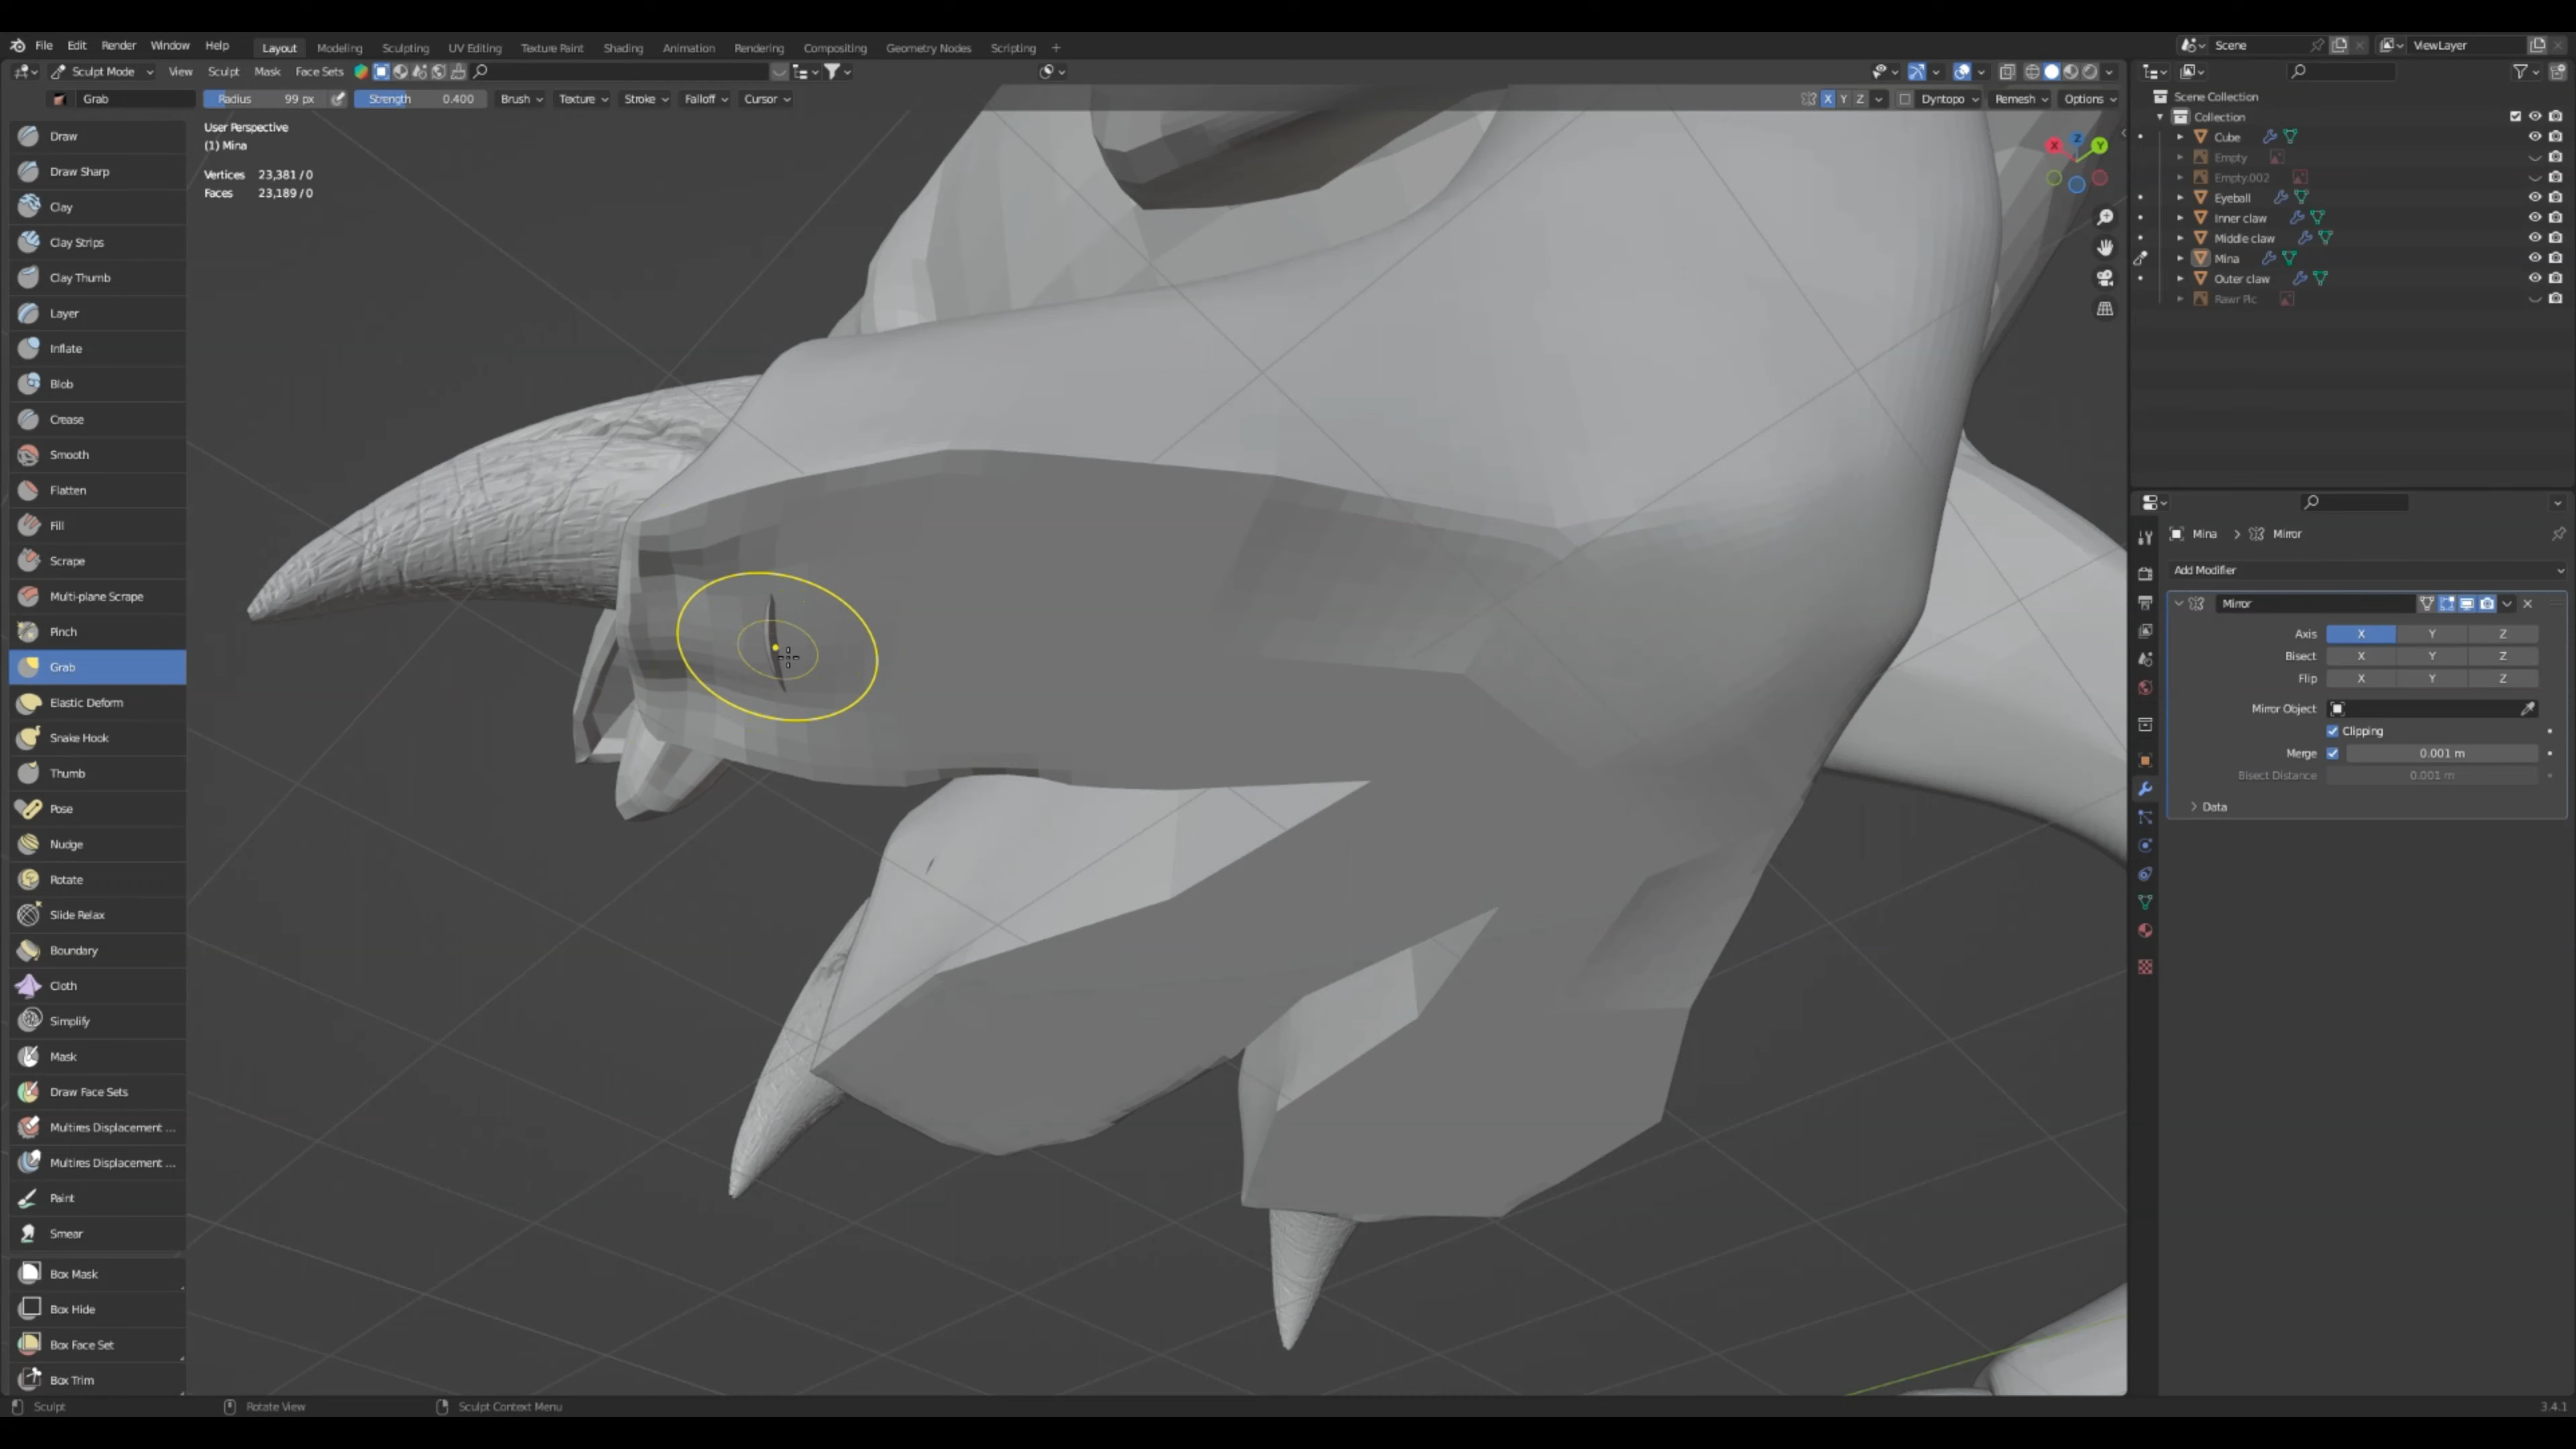 File Edit Render Window Help Layout Modeling Sculpting UV Editing Texture Paint Shading Animation Rendering Compositing Geometry Nodes Scripting + Scene ViewLayer
Sculpt Mode View Sculpt Mask Face Sets
Grab Radius 99 px Strength 0.400 Brush Texture Stroke Falloff Cursor X Y Z Dyntopo Remesh Options
User Perspective
(1) Mina
Vertices 23,381 / 0
Faces 23,189 / 0
Draw
Draw Sharp
Clay
Clay Strips
Clay Thumb
Layer
Inflate
Blob
Crease
Smooth
Flatten
Fill
Scrape
Multi-plane Scrape
Pinch
Grab
Elastic Deform
Snake Hook
Thumb
Pose
Nudge
Rotate
Slide Relax
Boundary
Cloth
Simplify
Mask
Draw Face Sets
Multires Displacement ...
Multires Displacement ...
Paint
Smear
Box Mask
Box Hide
Box Face Set
Box Trim
X Y Z
Scene Collection
Collection
Cube
Empty
Empty.002
Eyeball
Inner claw
Middle claw
Mina
Outer claw
Rawr Pic
Mina > Mirror
Add Modifier
Mirror
Axis X Y Z
Bisect X Y Z
Flip X Y Z
Mirror Object
Clipping
Merge 0.001 m
Bisect Distance 0.001 m
Data
Sculpt Rotate View Sculpt Context Menu 3.4.1